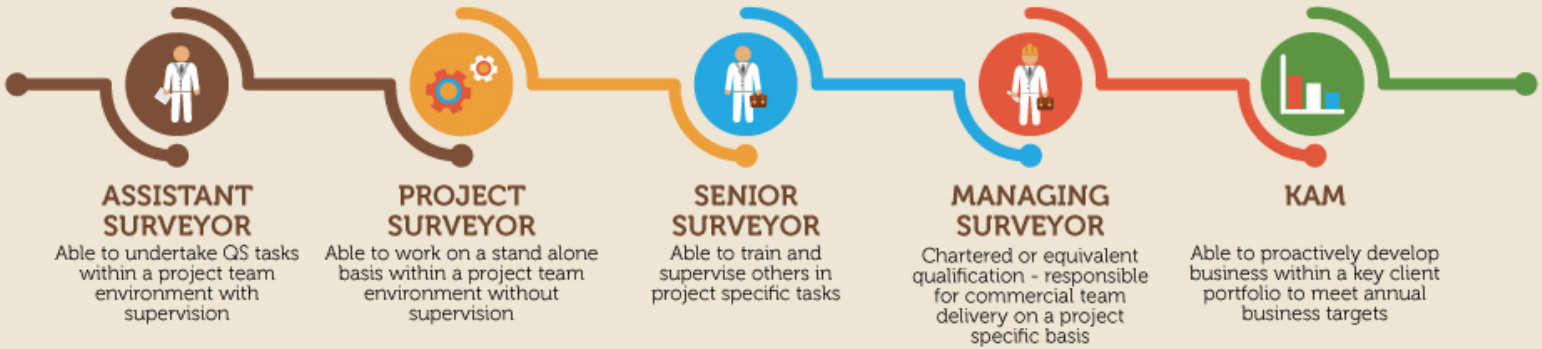 ASSISTANT
SURVEYOR
Able to undertake QS tasks
within a project team
environment with
supervision
PROJECT
SURVEYOR
Able to work on a stand alone
basis within a project team
environment without
supervision
SENIOR
SURVEYOR
Able to train and
supervise others in
project specific tasks
MANAGING
SURVEYOR
Chartered or equivalent
qualification - responsible
for commercial team
delivery on a project
specific basis
KAM
Able to proactively develop
business within a key client
portfolio to meet annual
business targets